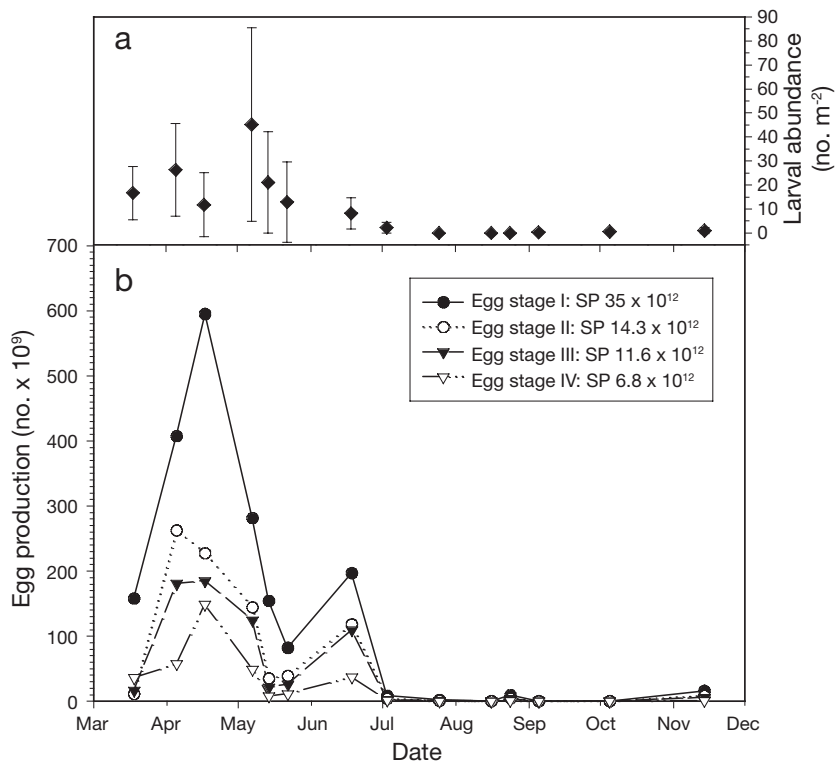 a
90
80
70
60
50
40
30
20
10
0
Larval abundance
(no. m⁻²)
b
700
600
500
400
300
200
100
0
Egg production (no. x 10⁹)
Egg stage I: SP 35 x 10¹²
Egg stage II: SP 14.3 x 10¹²
Egg stage III: SP 11.6 x 10¹²
Egg stage IV: SP 6.8 x 10¹²
Mar Apr May Jun Jul Aug Sep Oct Nov Dec
Date